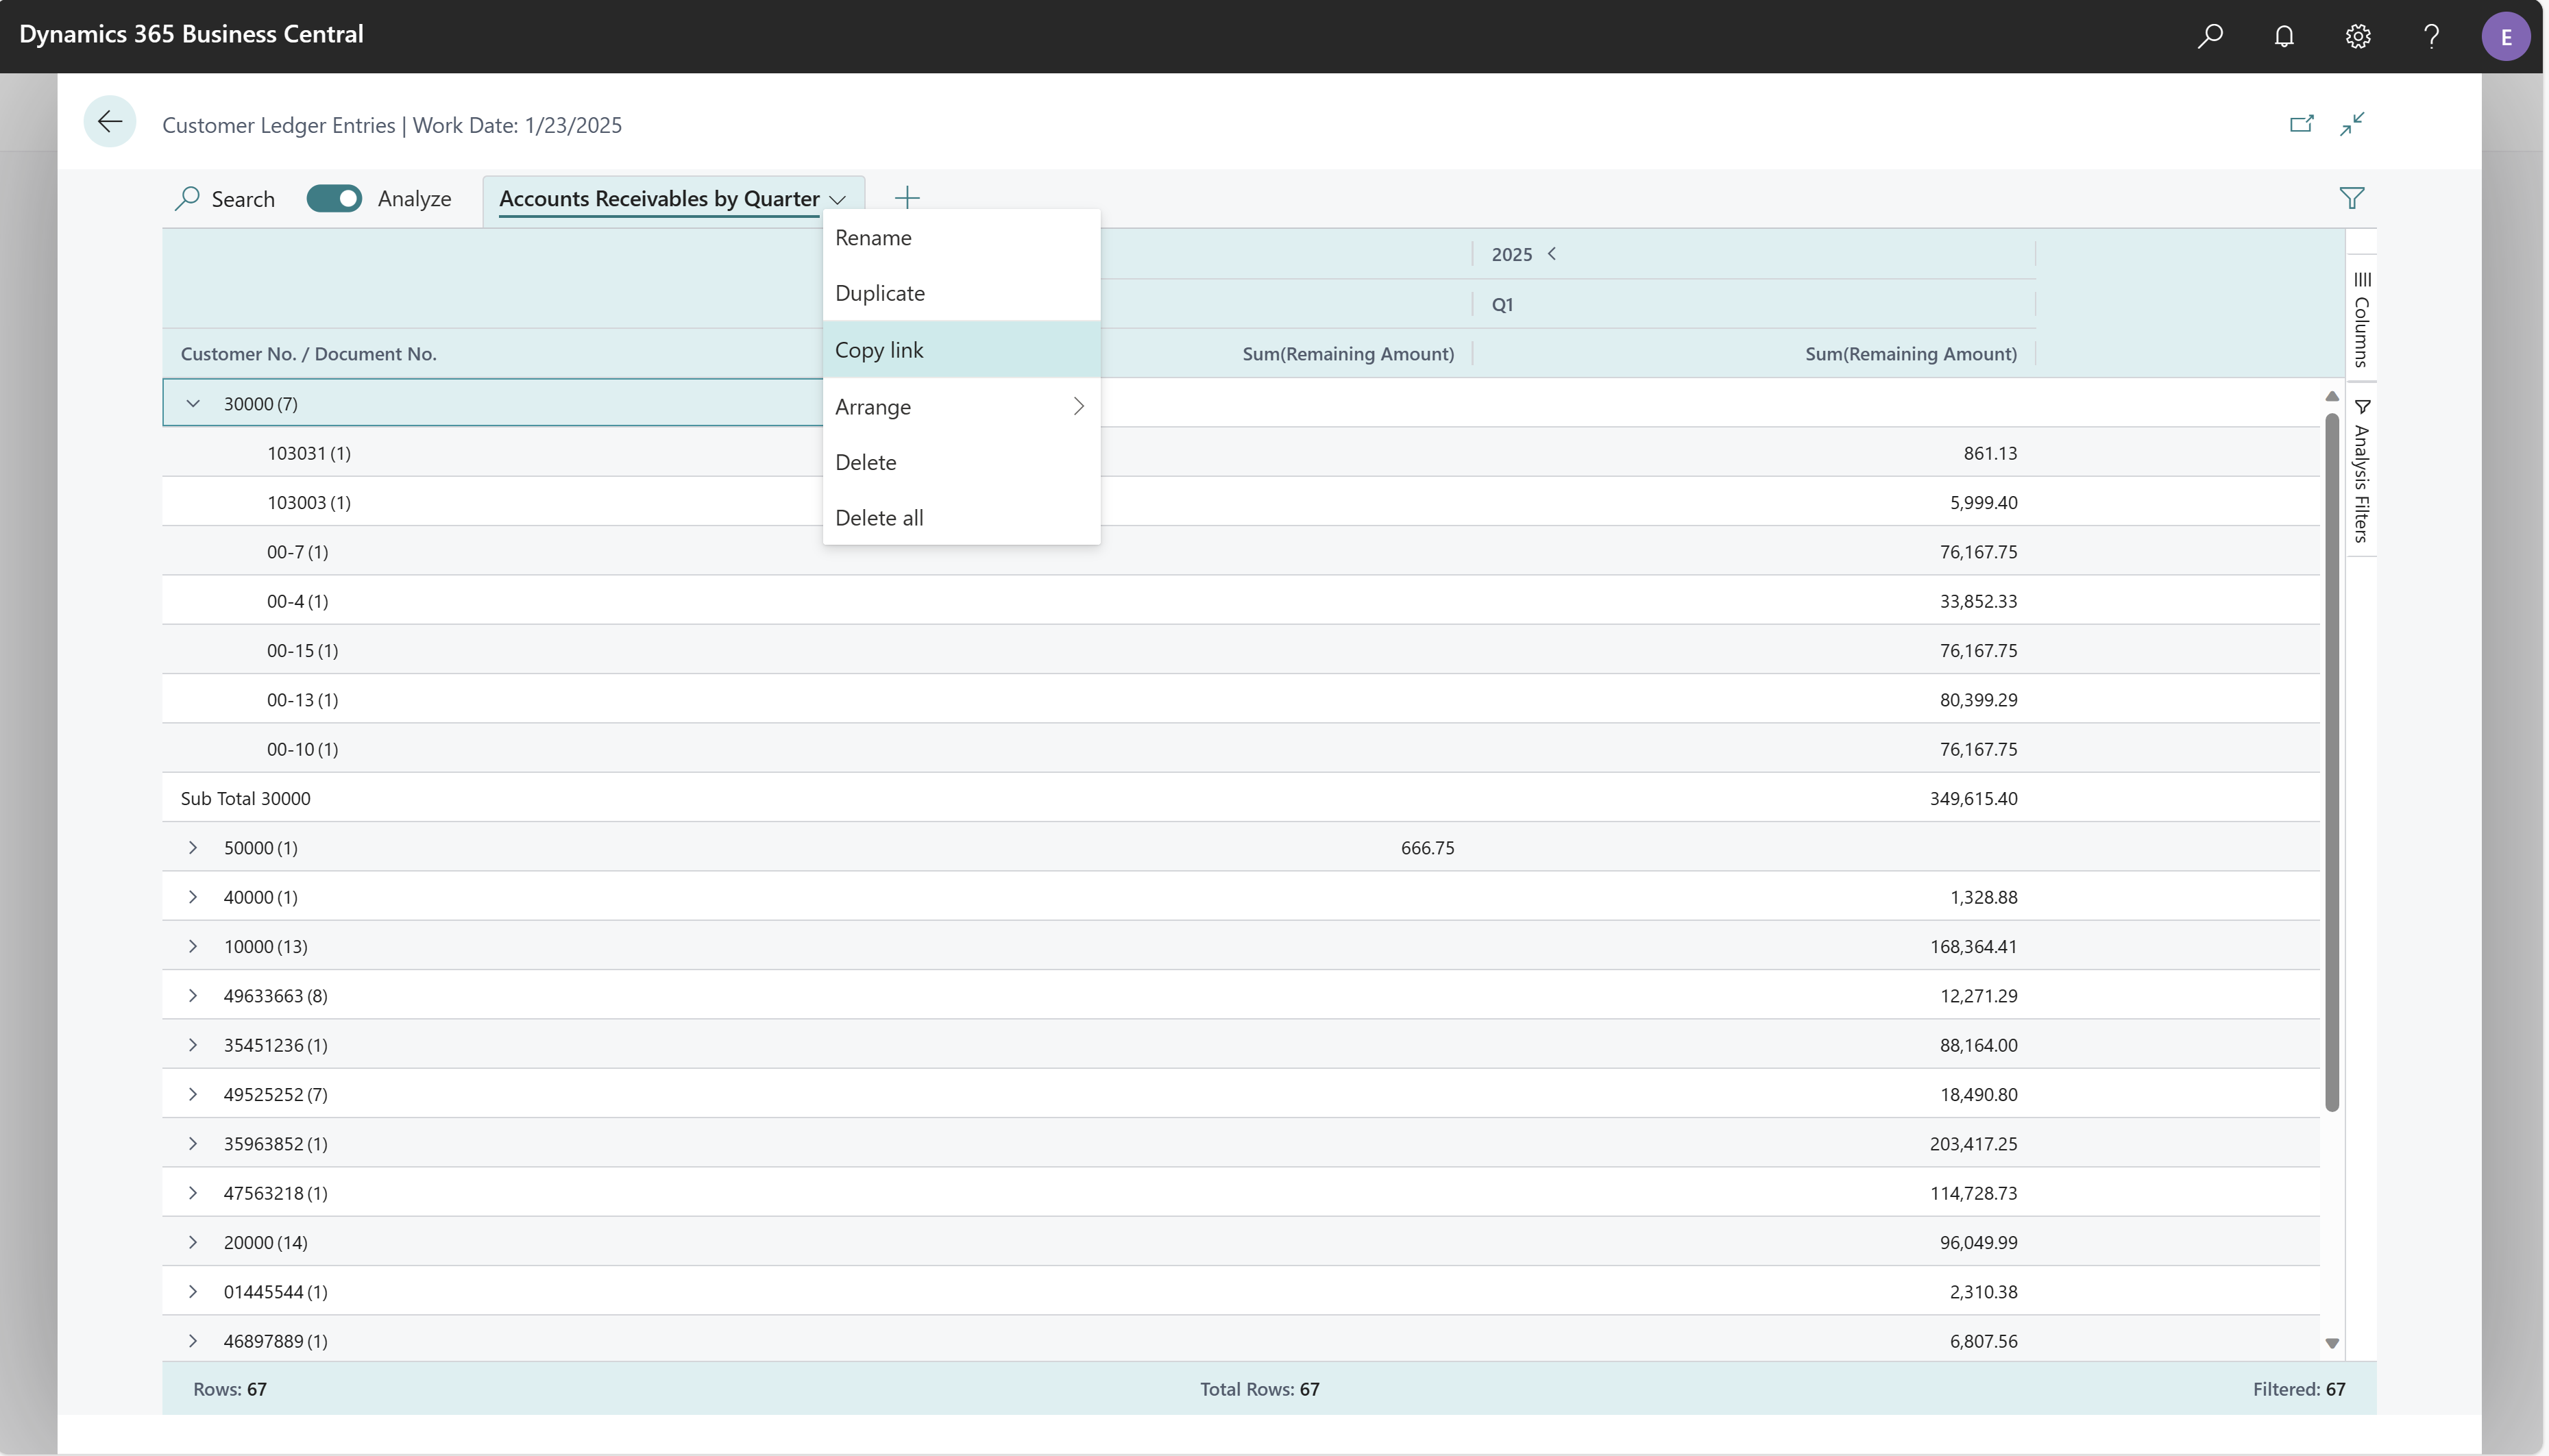 Dynamics 365 Business Central
E
Customer Ledger Entries | Work Date: 1/23/2025
Search
Analyze
Accounts Receivables by Quarter
Rename
Duplicate
Copy link
Arrange
Delete
Delete all
2025
Q1
Customer No. / Document No.
Sum(Remaining Amount)
Sum(Remaining Amount)
Columns
Analysis Filters
30000 (7)
103031 (1) 861.13
103003 (1) 5,999.40
00-7 (1) 76,167.75
00-4 (1) 33,852.33
00-15 (1) 76,167.75
00-13 (1) 80,399.29
00-10 (1) 76,167.75
Sub Total 30000 349,615.40
50000 (1) 666.75
40000 (1) 1,328.88
10000 (13) 168,364.41
49633663 (8) 12,271.29
35451236 (1) 88,164.00
49525252 (7) 18,490.80
35963852 (1) 203,417.25
47563218 (1) 114,728.73
20000 (14) 96,049.99
01445544 (1) 2,310.38
46897889 (1) 6,807.56
Rows: 67 Total Rows: 67 Filtered: 67